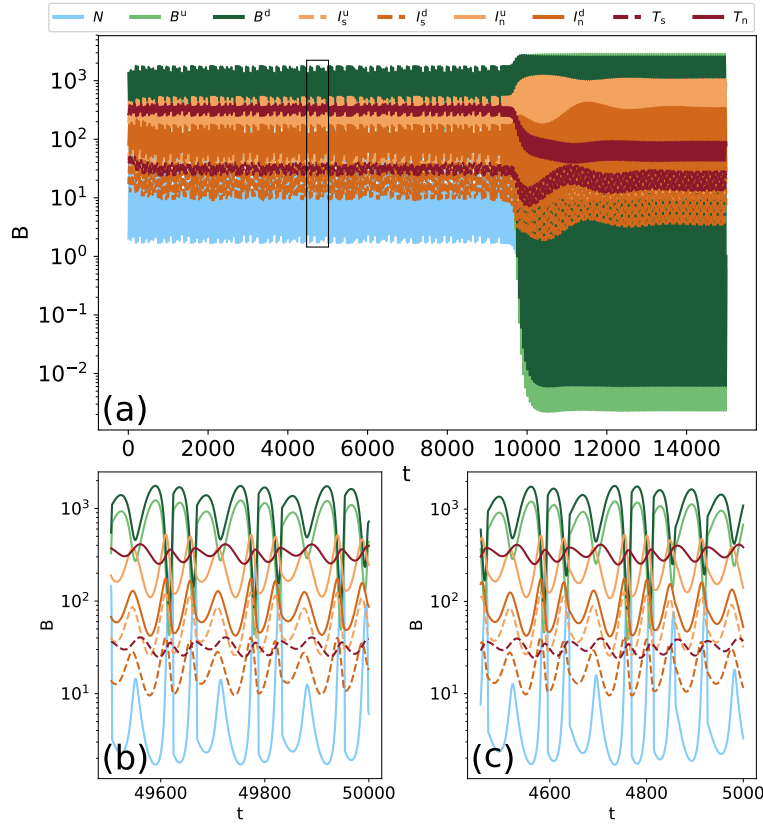 N B^u B^d I_s^u I_s^d I_n^u I_n^d T_s T_n
10^3
10^2
10^1
10^0
10^-1
10^-2
B
(a)
0 2000 4000 6000 8000 10000 12000 14000
t
10^3
10^2
10^1
B
(b)
49600 49800 50000
t
10^3
10^2
10^1
B
(c)
4600 4800 5000
t